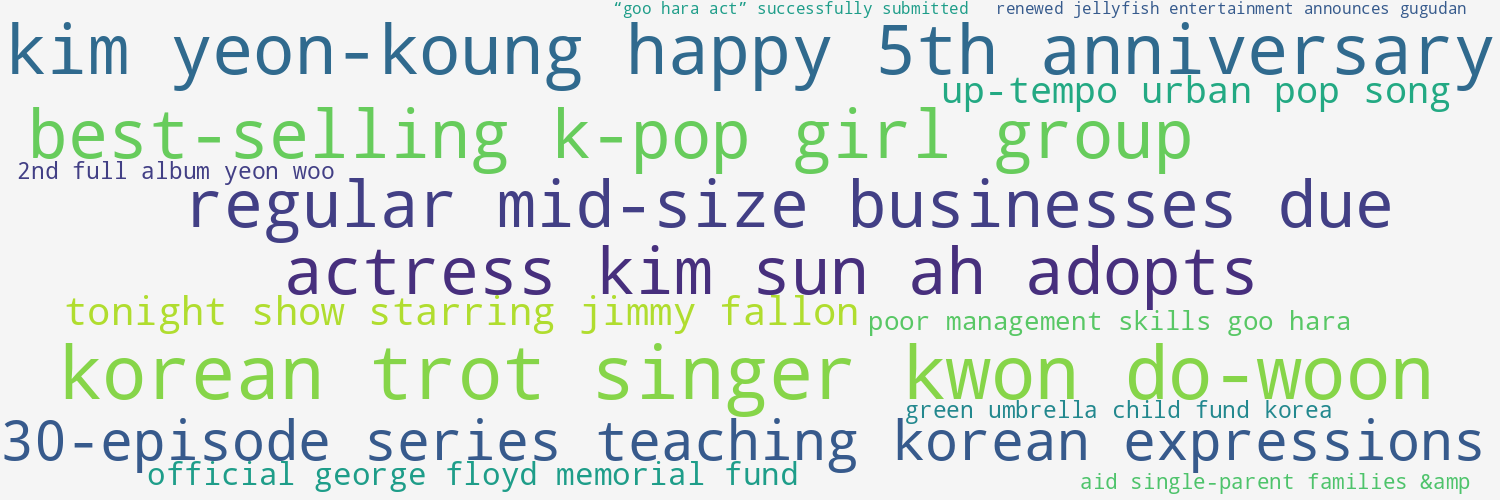 “goo hara act” successfully submitted
renewed jellyfish entertainment announces gugudan
kim yeon-koung happy 5th anniversary
up-tempo urban pop song
best-selling k-pop girl group
2nd full album yeon woo
regular mid-size businesses due
actress kim sun ah adopts
tonight show starring jimmy fallon
poor management skills goo hara
korean trot singer kwon do-woon
green umbrella child fund korea
30-episode series teaching korean expressions
official george floyd memorial fund
aid single-parent families &amp